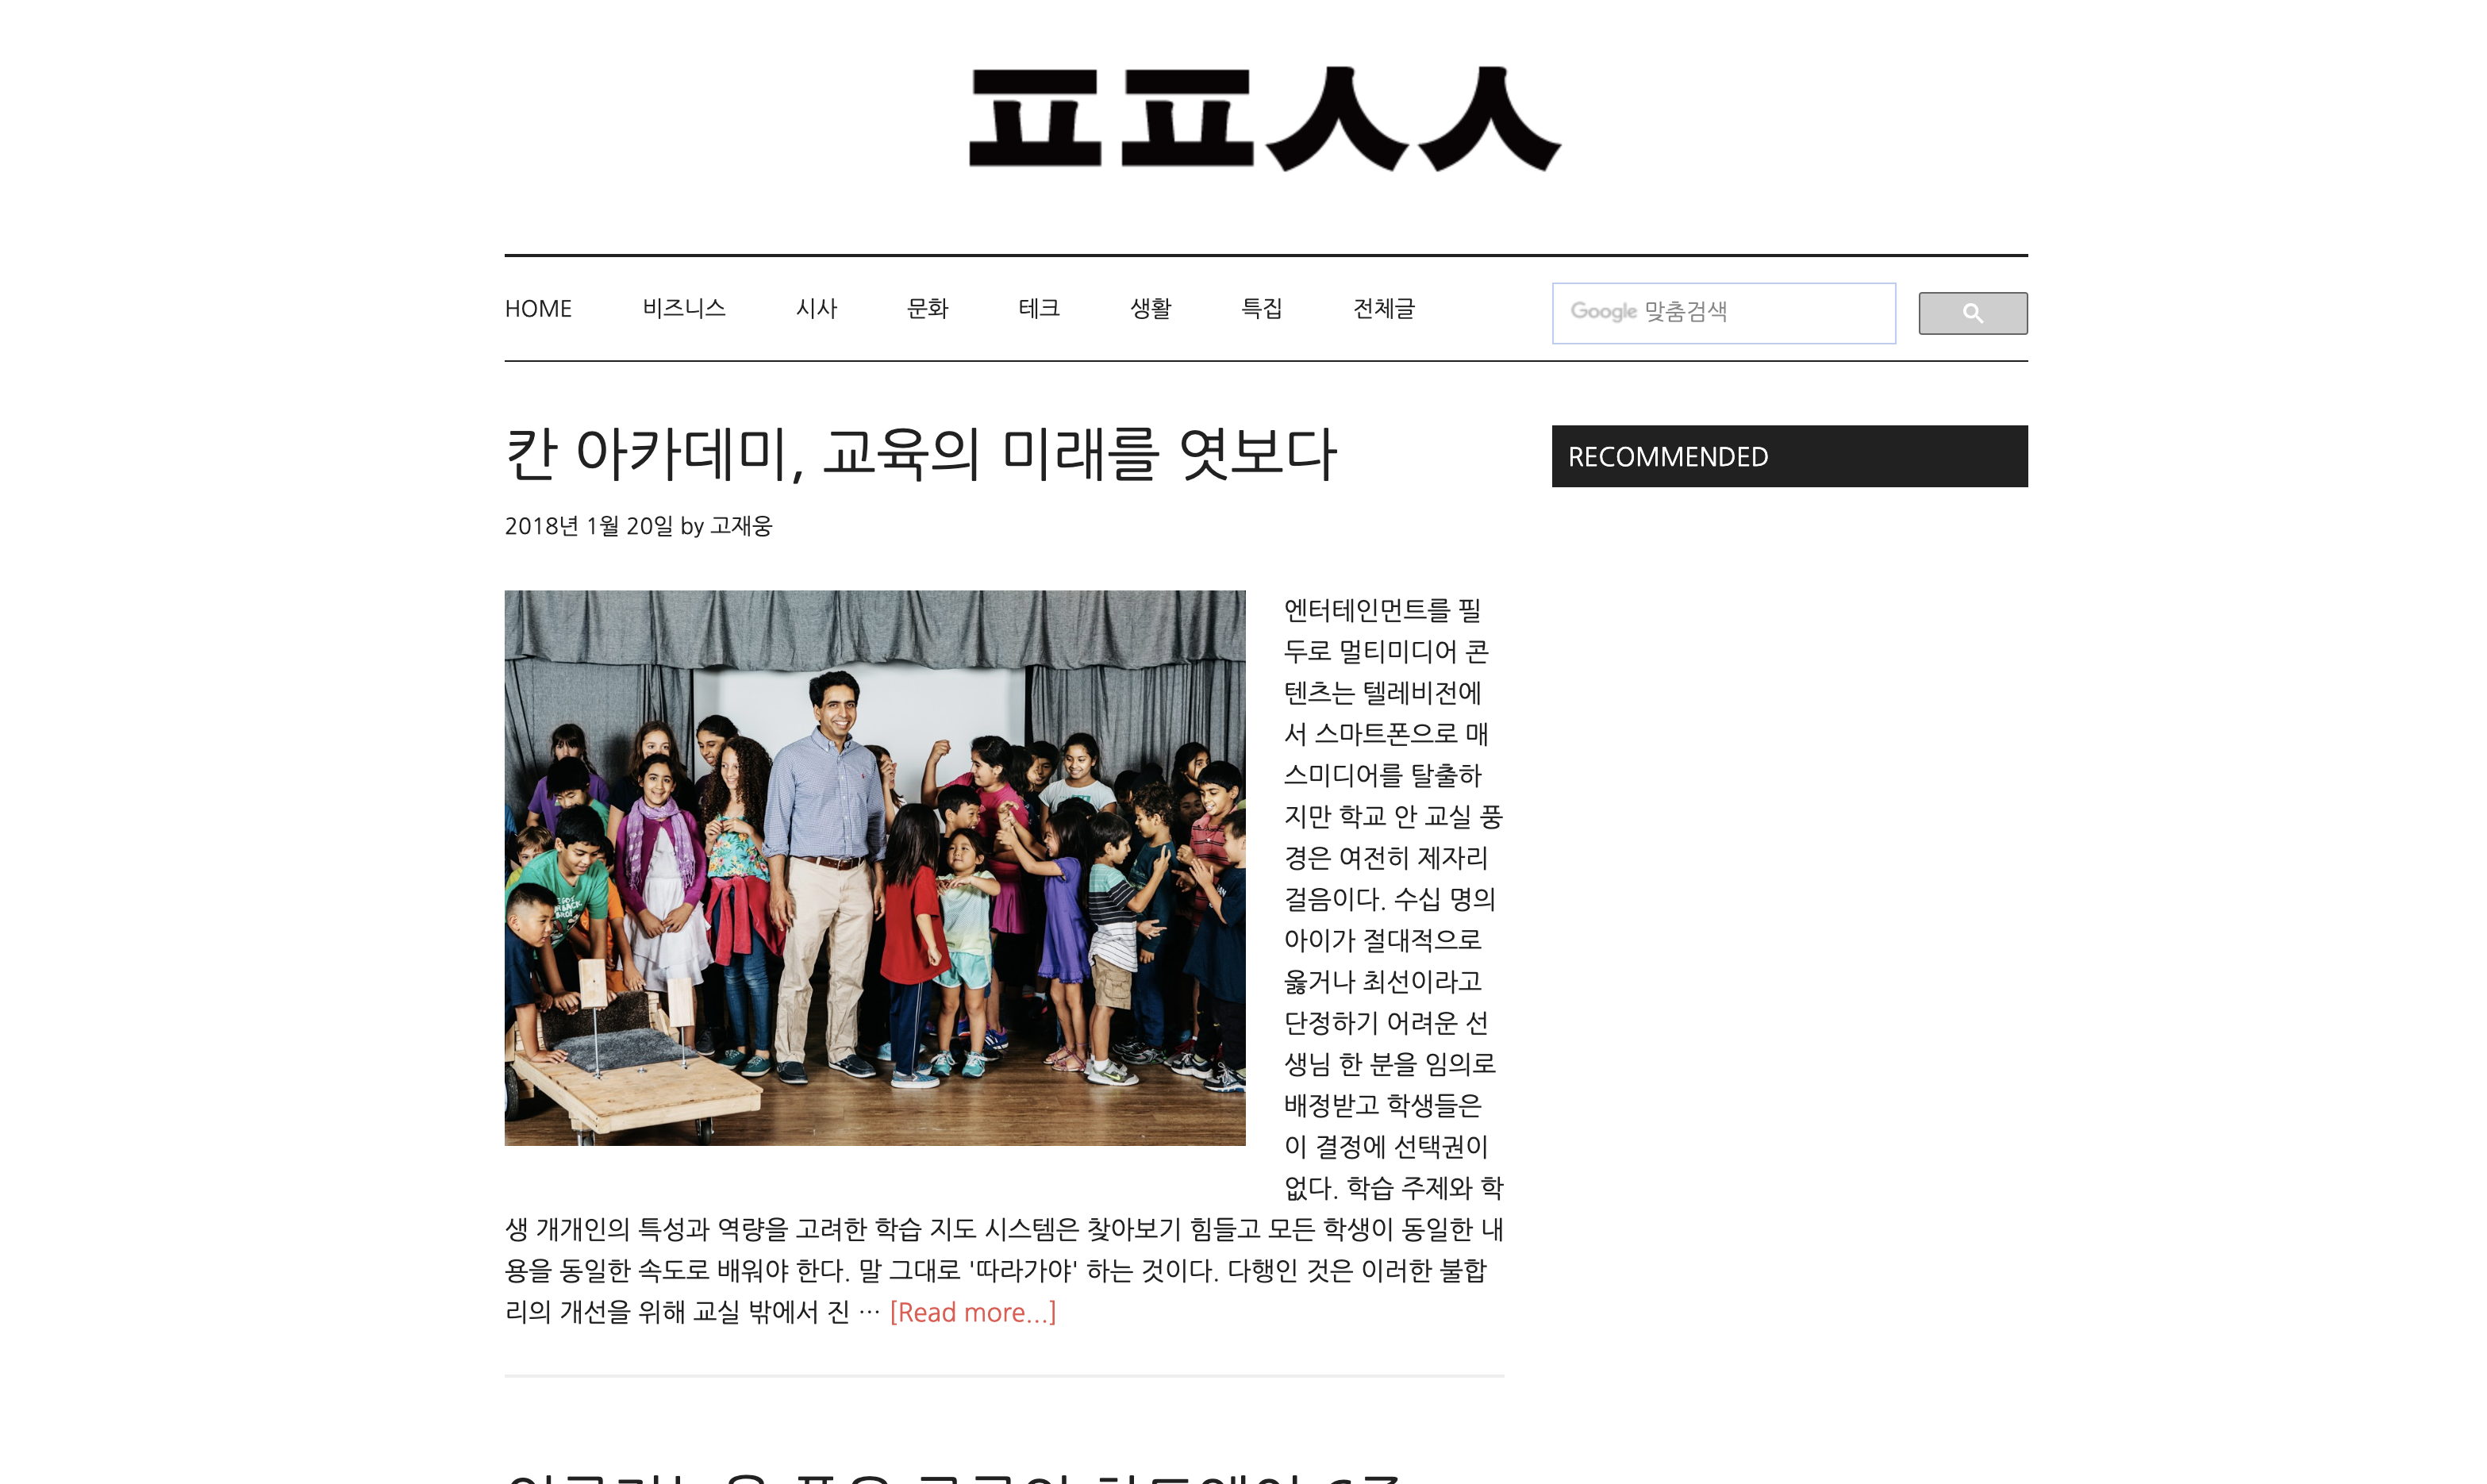 ㅍㅍㅅㅅ
HOME 비즈니스 시사 문화 테크 생활 특집 전체글 Google 맞춤검색
칸 아카데미, 교육의 미래를 엿보다
RECOMMENDED
2018년 1월 20일 by 고재웅
엔터테인먼트를 필
두로 멀티미디어 콘
텐츠는 텔레비전에
서 스마트폰으로 매
스미디어를 탈출하
지만 학교 안 교실 풍
경은 여전히 제자리
걸음이다. 수십 명의
아이가 절대적으로
옳거나 최선이라고
단정하기 어려운 선
생님 한 분을 임의로
배정받고 학생들은
이 결정에 선택권이
없다. 학습 주제와 학
생 개개인의 특성과 역량을 고려한 학습 지도 시스템은 찾아보기 힘들고 모든 학생이 동일한 내
용을 동일한 속도로 배워야 한다. 말 그대로 '따라가야' 하는 것이다. 다행인 것은 이러한 불합
리의 개선을 위해 교실 밖에서 진 … [Read more...]